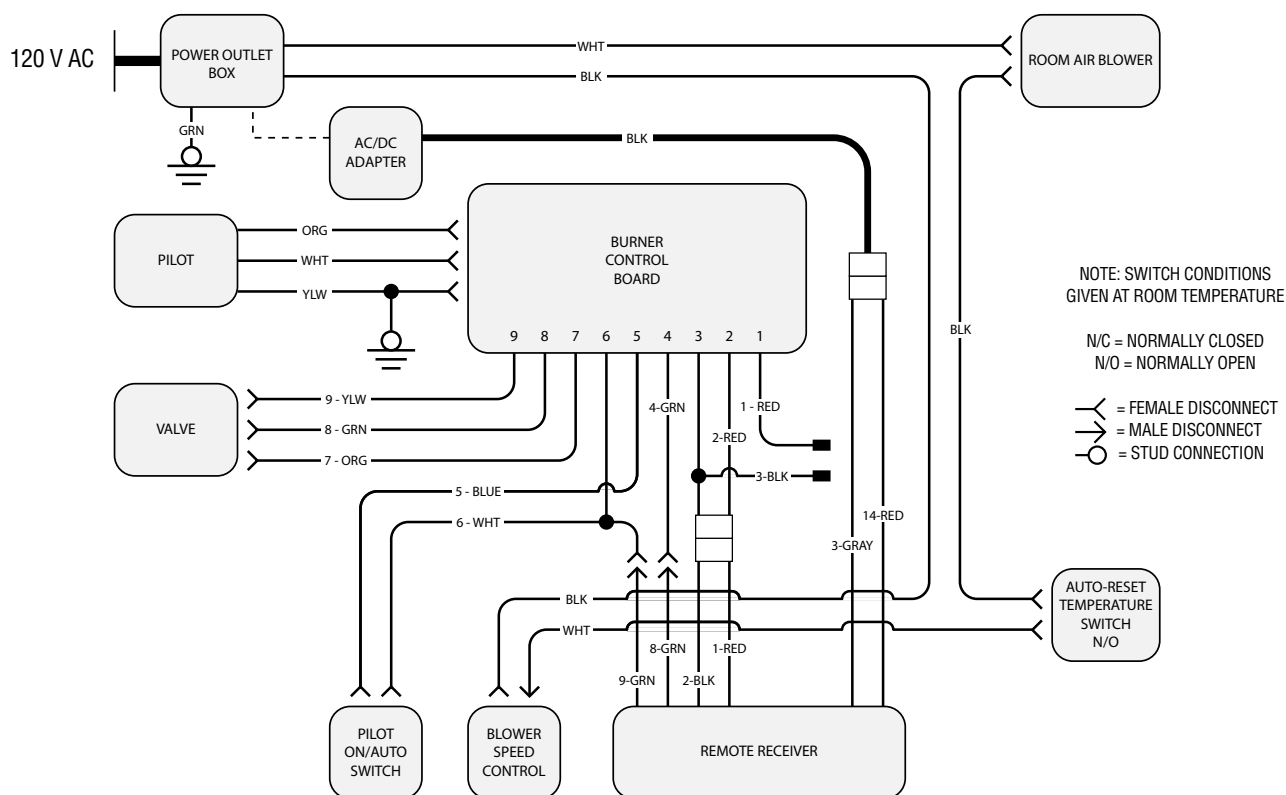 120 V AC
POWER OUTLET
BOX
WHT
BLK
ROOM AIR BLOWER
GRN
AC/DC
ADAPTER
BLK
PILOT
ORG
WHT
YLW
BURNER
CONTROL
BOARD
9 8 7 6 5 4 3 2 1
NOTE: SWITCH CONDITIONS
GIVEN AT ROOM TEMPERATURE
N/C = NORMALLY CLOSED
N/O = NORMALLY OPEN
= FEMALE DISCONNECT
= MALE DISCONNECT
= STUD CONNECTION
BLK
VALVE
9 - YLW
8 - GRN
7 - ORG
4-GRN
1 - RED
2-RED
3-BLK
5 - BLUE
6 - WHT
14-RED
3-GRAY
BLK
WHT
AUTO-RESET
TEMPERATURE
SWITCH
N/O
8-GRN
1-RED
9-GRN
2-BLK
PILOT
ON/AUTO
SWITCH
BLOWER
SPEED
CONTROL
REMOTE RECEIVER